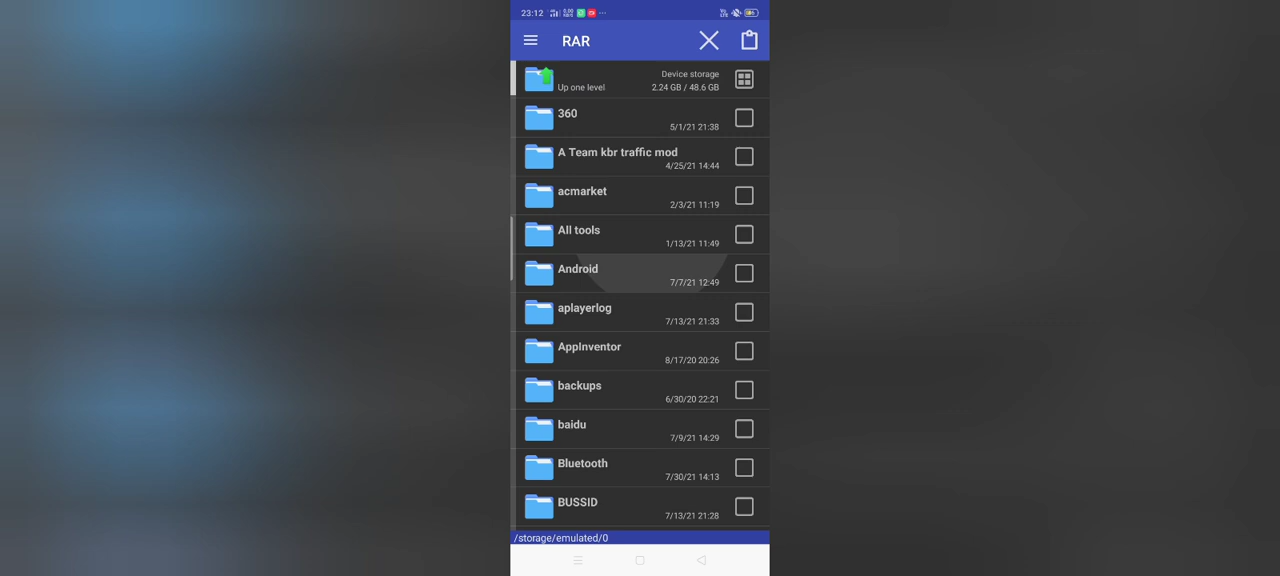 23:12
RAR
Device storage
Up one level 2.24 GB / 48.6 GB
360
5/1/21 21:38
A Team kbr traffic mod
4/25/21 14:44
acmarket
2/3/21 11:19
All tools
1/13/21 11:49
Android
7/7/21 12:49
aplayerlog
7/13/21 21:33
AppInventor
8/17/20 20:26
backups
6/30/20 22:21
baidu
7/9/21 14:29
Bluetooth
7/30/21 14:13
BUSSID
7/13/21 21:28
/storage/emulated/0